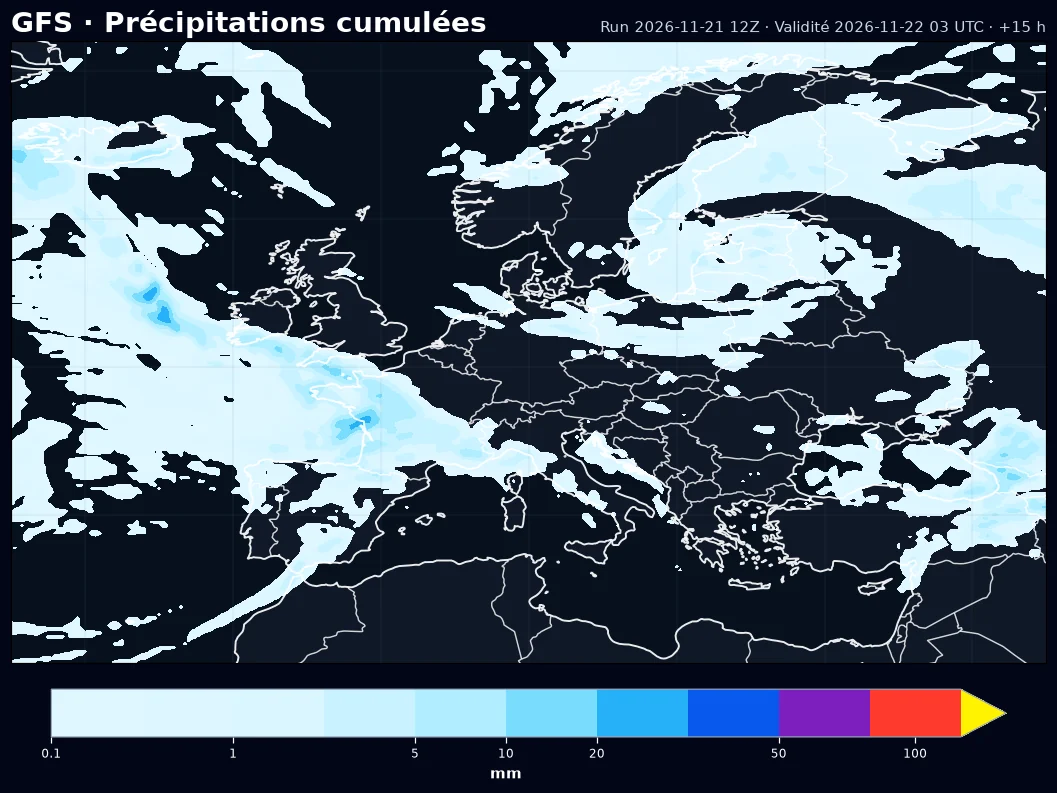 GFS · Précipitations cumulées
Run 2026-11-21 12Z · Validité 2026-11-22 03 UTC · +15 h
0.1 1 5 10 20 50 100
mm